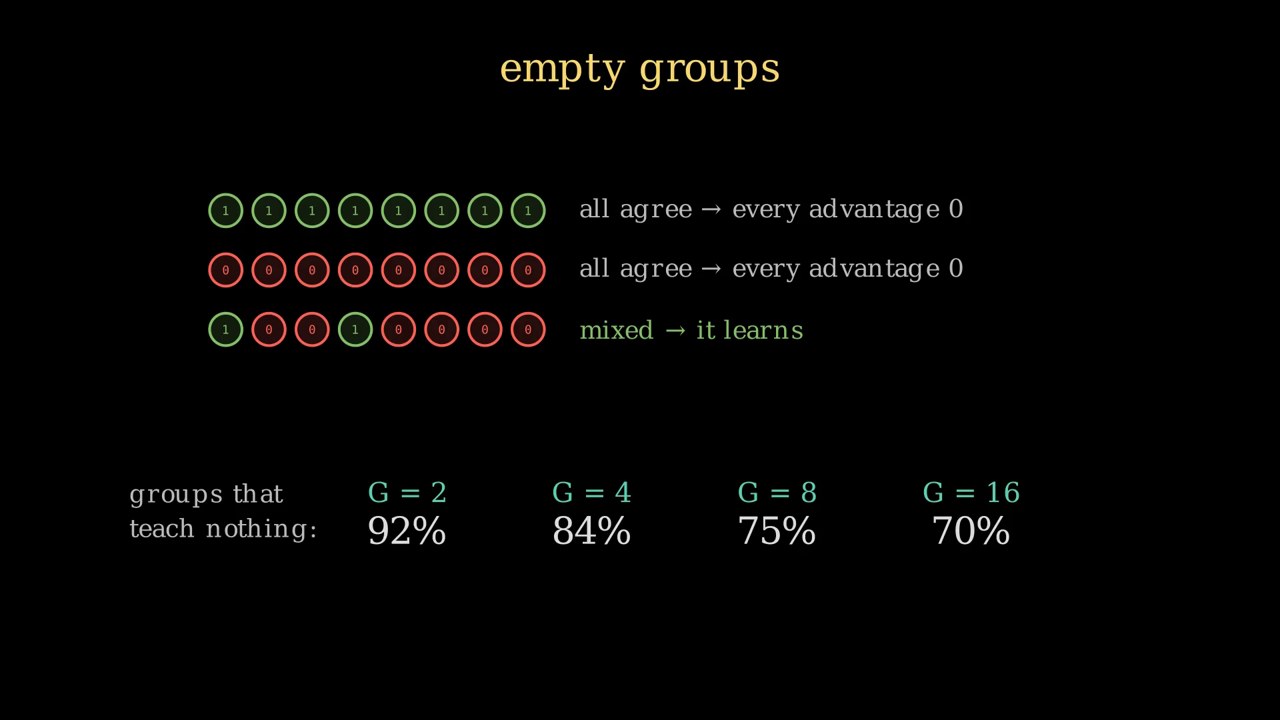 empty groups
1 1 1 1 1 1 1 1 all agree → every advantage 0
0 0 0 0 0 0 0 0 all agree → every advantage 0
1 0 0 1 0 0 0 0 mixed → it learns
groups that
teach nothing:
G = 2 G = 4 G = 8 G = 16
92% 84% 75% 70%